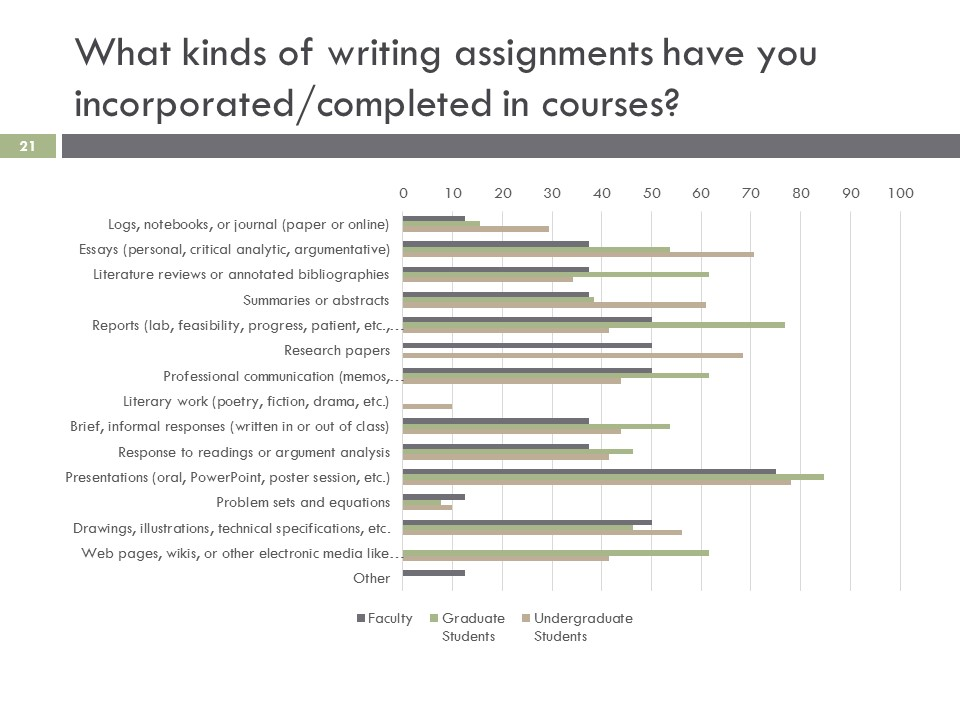 What kinds of writing assignments have you
incorporated/completed in courses?
21
0 10 20 30 40 50 60 70 80 90 100
Logs, notebooks, or journal (paper or online)
Essays (personal, critical analytic, argumentative)
Literature reviews or annotated bibliographies
Summaries or abstracts
Reports (lab, feasibility, progress, patient, etc.,…
Research papers
Professional communication (memos,…
Literary work (poetry, fiction, drama, etc.)
Brief, informal responses (written in or out of class)
Response to readings or argument analysis
Presentations (oral, PowerPoint, poster session, etc.)
Problem sets and equations
Drawings, illustrations, technical specifications, etc.
Web pages, wikis, or other electronic media like…
Other
Faculty Graduate Undergraduate
Students Students